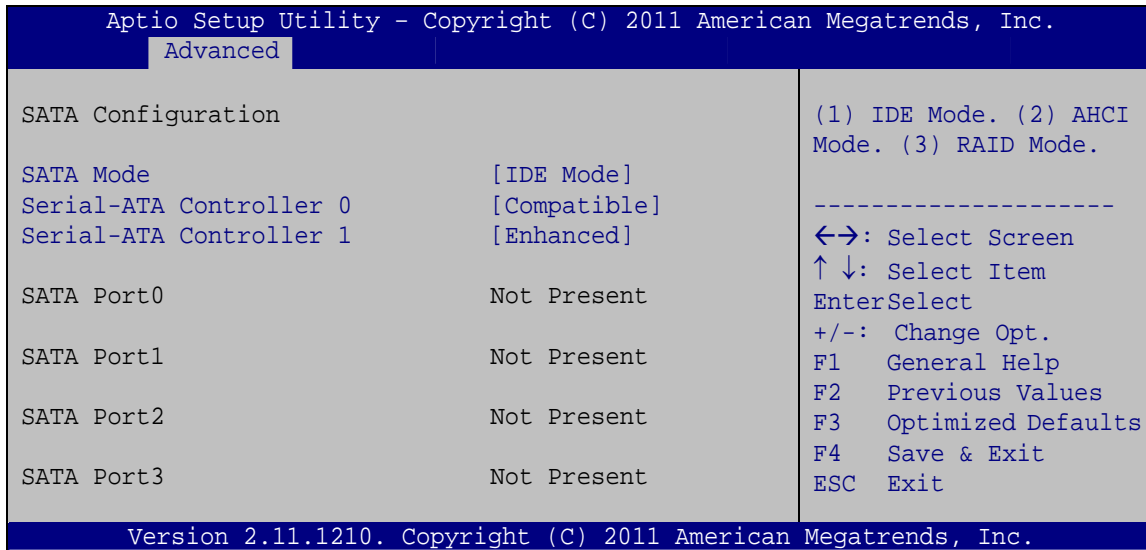 Aptio Setup Utility – Copyright (C) 2011 American Megatrends, Inc.
Advanced
SATA Configuration
SATA Mode [IDE Mode]
Serial-ATA Controller 0 [Compatible]
Serial-ATA Controller 1 [Enhanced]
SATA Port0 Not Present
SATA Port1 Not Present
SATA Port2 Not Present
SATA Port3 Not Present
(1) IDE Mode. (2) AHCI
Mode. (3) RAID Mode.
---------------------
←→: Select Screen
↑ ↓: Select Item
EnterSelect
+/-: Change Opt.
F1 General Help
F2 Previous Values
F3 Optimized Defaults
F4 Save & Exit
ESC Exit
Version 2.11.1210. Copyright (C) 2011 American Megatrends, Inc.